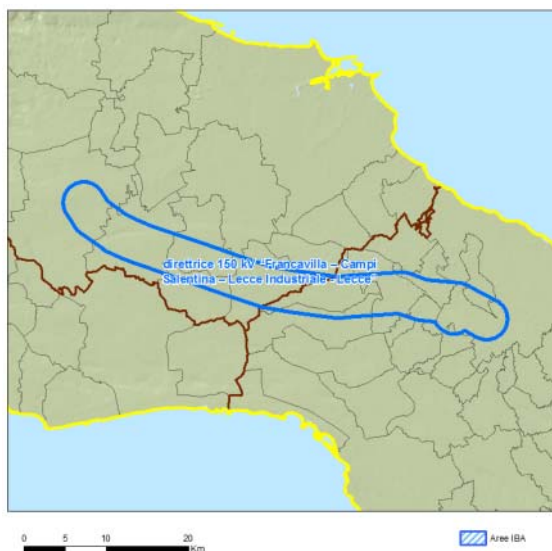 direttrice 150 kV "Francavilla – Campi
Salentina – Lecce Industriale – Lecce"
0 5 10 20
Km
Aree IBA